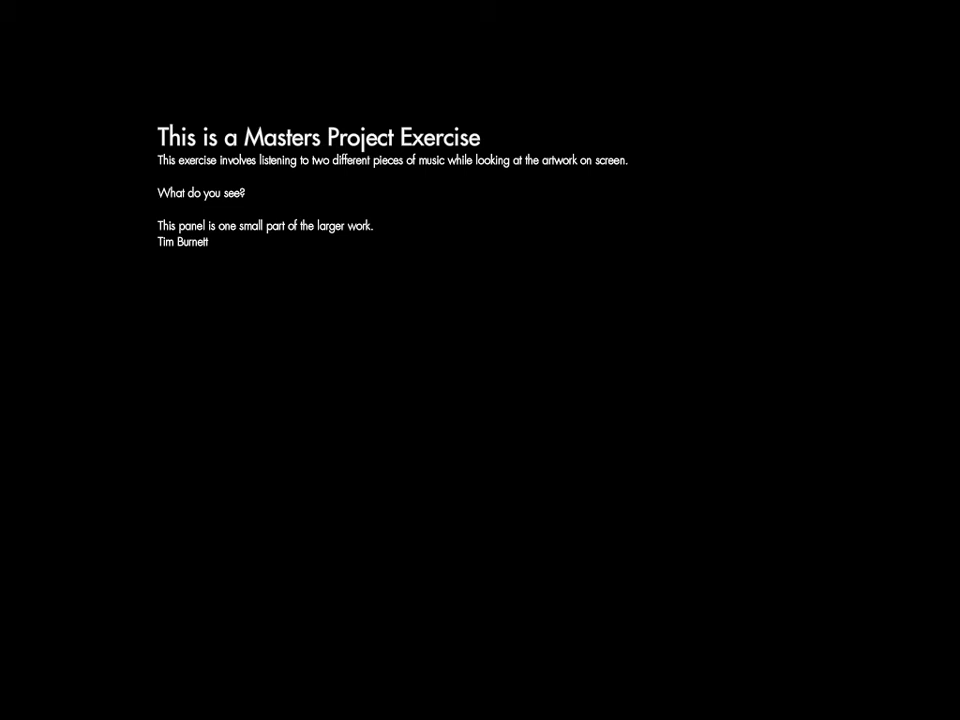 This is a Masters Project Exercise
This exercise involves listening to two different pieces of music while looking at the artwork on screen.
What do you see?
This panel is one small part of the larger work.
Tim Burnett